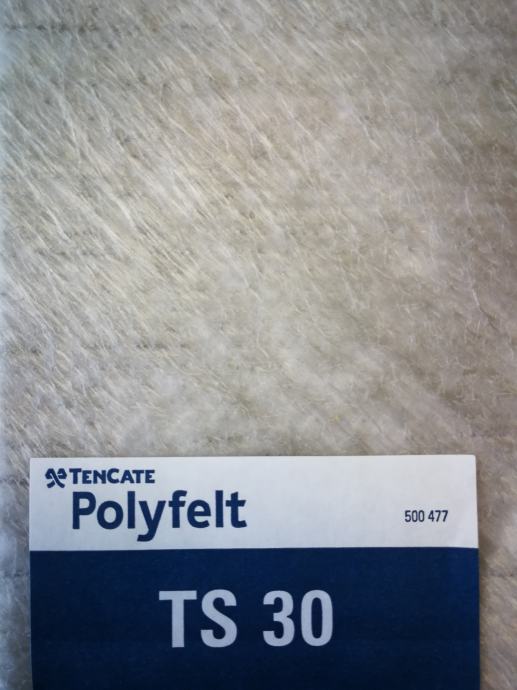 TENCATE
Polyfelt
500 477
TS 30